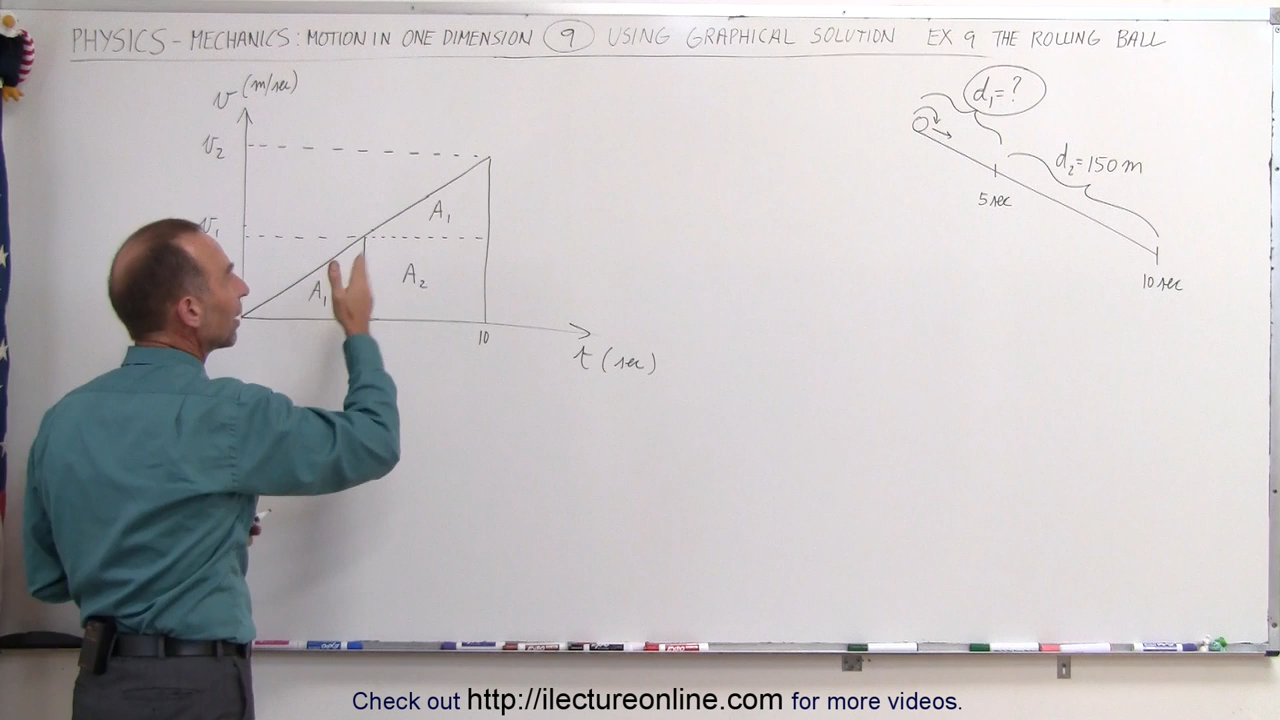 PHYSICS - MECHANICS: MOTION IN ONE DIMENSION 9 USING GRAPHICAL SOLUTION EX 9 THE ROLLING BALL
v (m/sec)
v₂
v₁
A₁
A₂
A₁
10
t (sec)
d₁=?
d₂=150m
5 sec
10 sec
Check out http://ilectureonline.com for more videos.